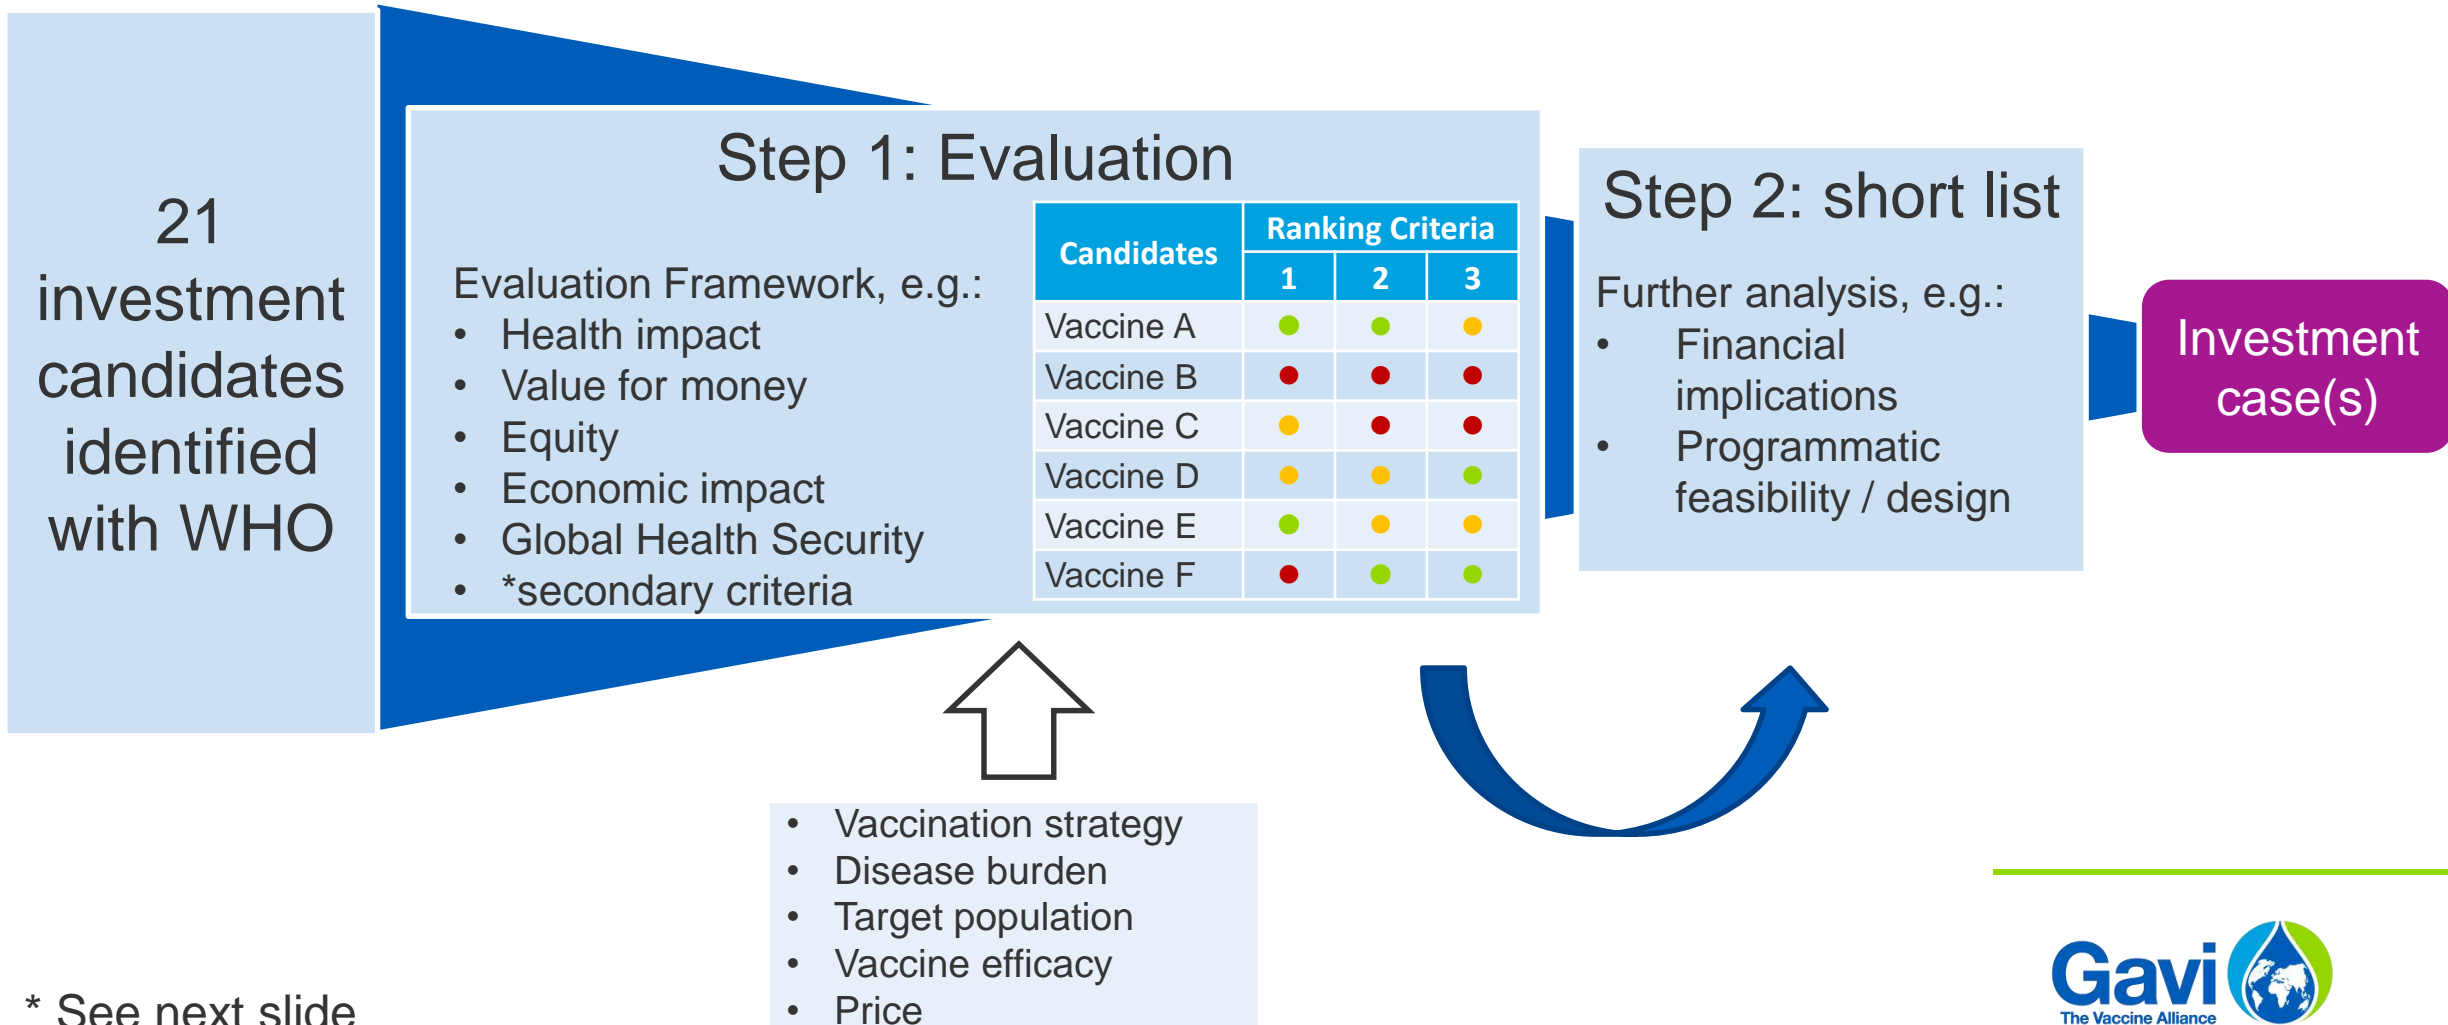 21
investment
candidates
identified
with WHO
Step 1: Evaluation
Evaluation Framework, e.g.:
• Health impact
• Value for money
• Equity
• Economic impact
• Global Health Security
• *secondary criteria
Candidates
Ranking Criteria
1 2 3
Vaccine A
Vaccine B
Vaccine C
Vaccine D
Vaccine E
Vaccine F
Step 2: short list
Further analysis, e.g.:
• Financial
implications
• Programmatic
feasibility / design
Investment
case(s)
• Vaccination strategy
• Disease burden
• Target population
• Vaccine efficacy
• Price
* See next slide
Gavi
The Vaccine Alliance